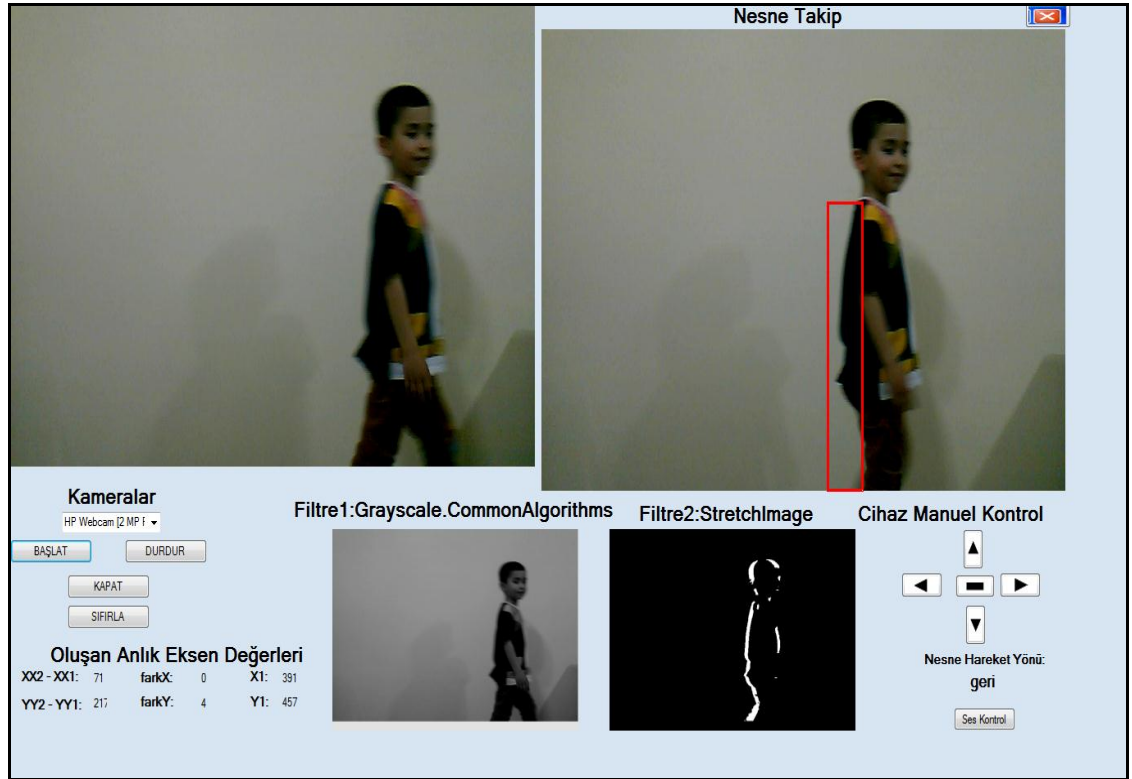 Nesne Takip
Kameralar
HP Webcam [2 MP F
BAŞLAT
DURDUR
KAPAT
SIFIRLA
Oluşan Anlık Eksen Değerleri
XX2 - XX1: 71 farkX: 0 X1: 391
YY2 - YY1: 217 farkY: 4 Y1: 457
Filtre1:Grayscale.CommonAlgorithms
Filtre2:StretchImage
Cihaz Manuel Kontrol
Nesne Hareket Yönü:
geri
Ses Kontrol